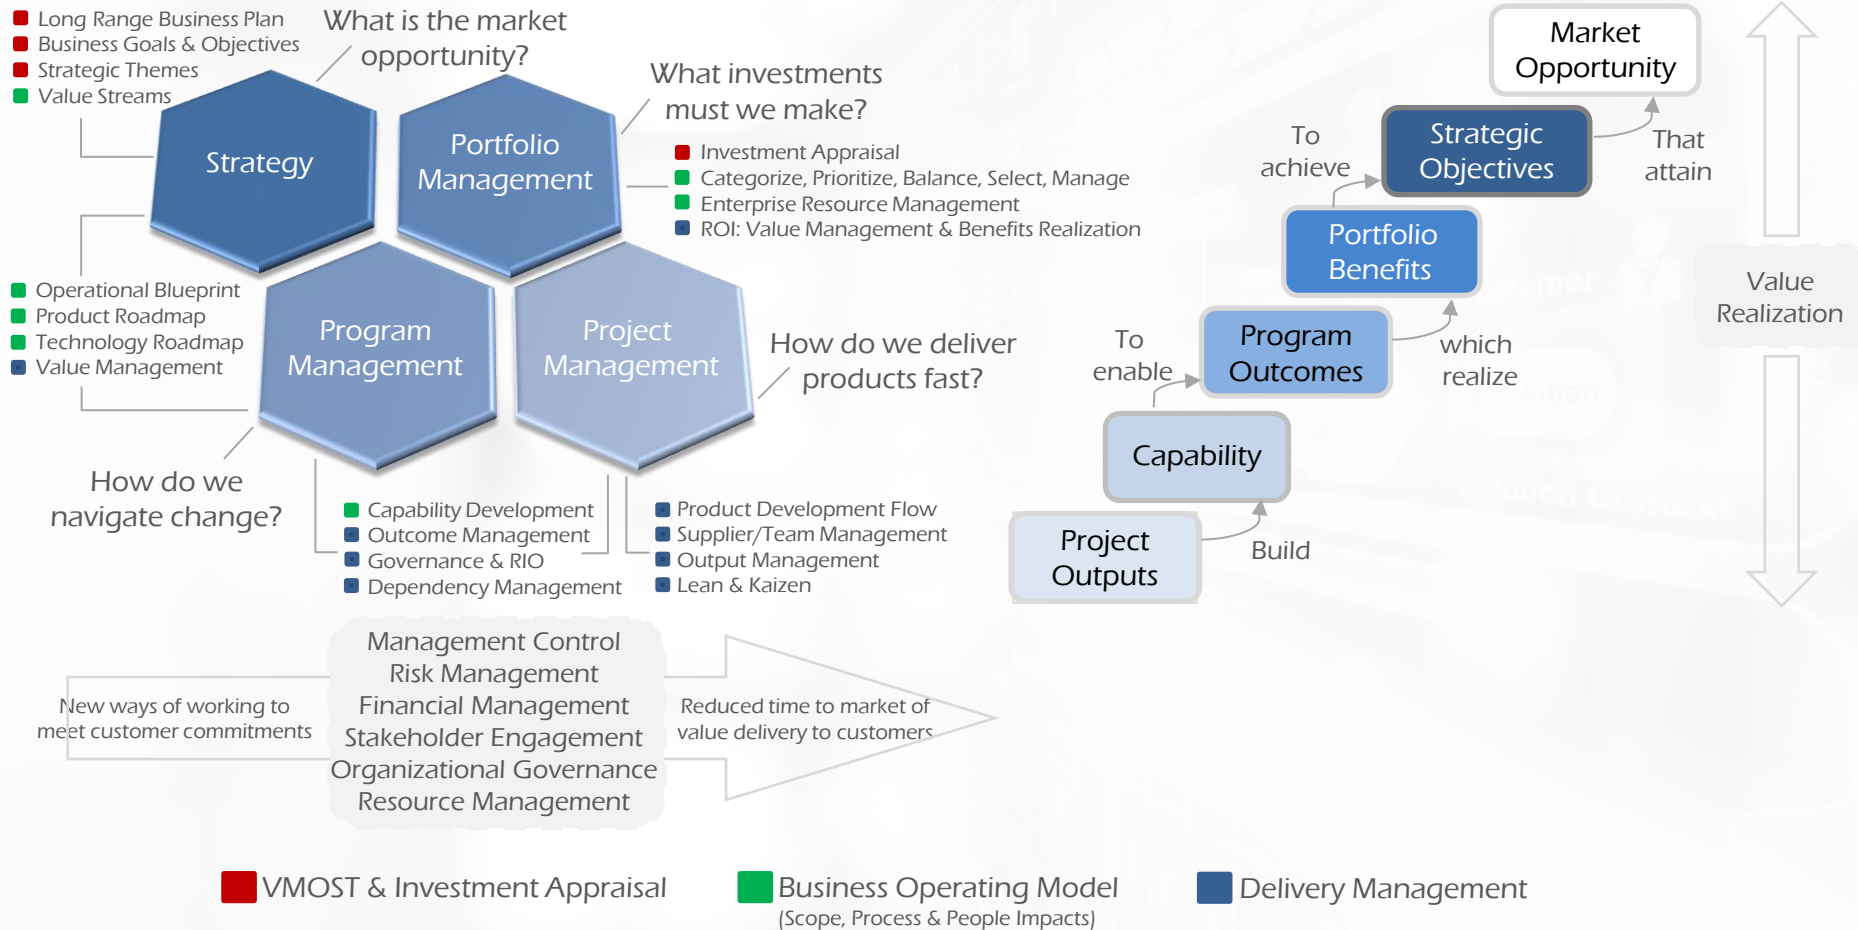 Long Range Business Plan
Business Goals & Objectives
Strategic Themes
Value Streams
What is the market
opportunity?
What investments
must we make?
Strategy
Portfolio
Management
Investment Appraisal
Categorize, Prioritize, Balance, Select, Manage
Enterprise Resource Management
ROI: Value Management & Benefits Realization
Operational Blueprint
Product Roadmap
Technology Roadmap
Value Management
Program
Management
Project
Management
How do we deliver
products fast?
How do we
navigate change?
Capability Development
Outcome Management
Governance & RIO
Dependency Management
Product Development Flow
Supplier/Team Management
Output Management
Lean & Kaizen
Market
Opportunity
That
attain
Strategic
Objectives
To
achieve
Portfolio
Benefits
which
realize
Program
Outcomes
To
enable
Capability
Build
Project
Outputs
Value
Realization
Customer
Solution
Solution Context
New ways of working to
meet customer commitments
Management Control
Risk Management
Financial Management
Stakeholder Engagement
Organizational Governance
Resource Management
Reduced time to market of
value delivery to customers
VMOST & Investment Appraisal
Business Operating Model
(Scope, Process & People Impacts)
Delivery Management